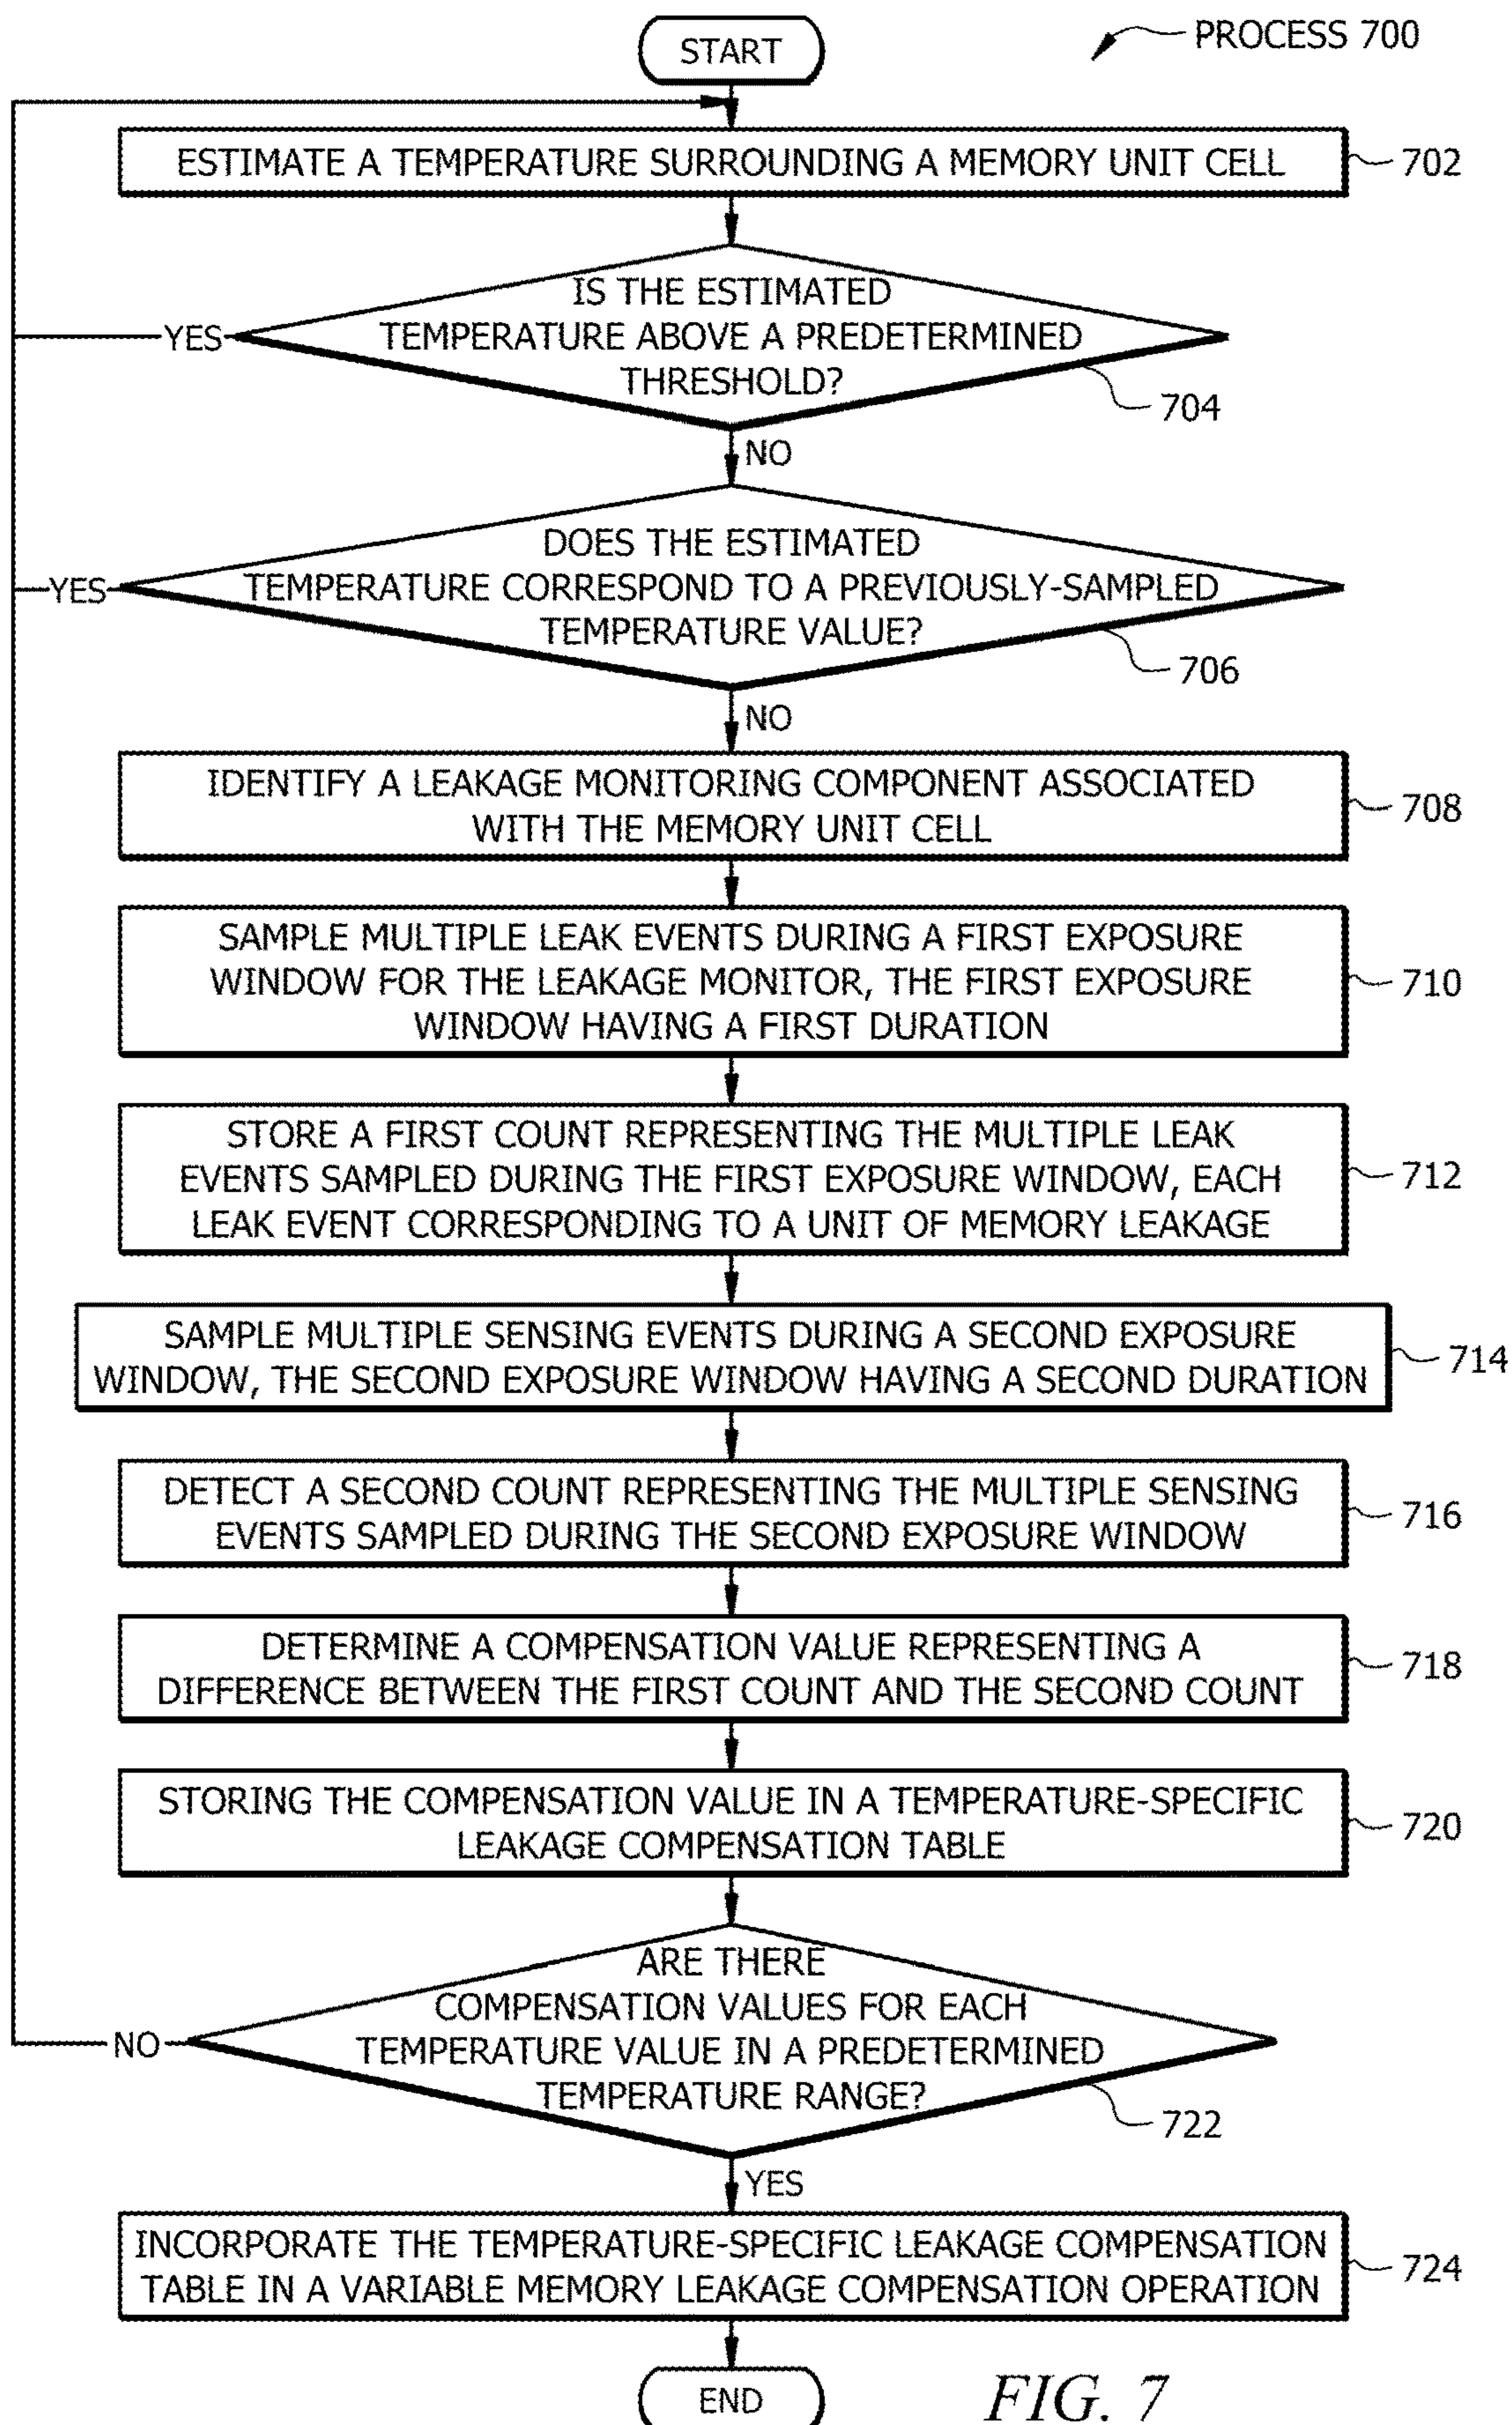 START
PROCESS 700
ESTIMATE A TEMPERATURE SURROUNDING A MEMORY UNIT CELL
702
IS THE ESTIMATED
TEMPERATURE ABOVE A PREDETERMINED
THRESHOLD?
YES
704
NO
DOES THE ESTIMATED
TEMPERATURE CORRESPOND TO A PREVIOUSLY-SAMPLED
TEMPERATURE VALUE?
YES
706
NO
IDENTIFY A LEAKAGE MONITORING COMPONENT ASSOCIATED
WITH THE MEMORY UNIT CELL
708
SAMPLE MULTIPLE LEAK EVENTS DURING A FIRST EXPOSURE
WINDOW FOR THE LEAKAGE MONITOR, THE FIRST EXPOSURE
WINDOW HAVING A FIRST DURATION
710
STORE A FIRST COUNT REPRESENTING THE MULTIPLE LEAK
EVENTS SAMPLED DURING THE FIRST EXPOSURE WINDOW, EACH
LEAK EVENT CORRESPONDING TO A UNIT OF MEMORY LEAKAGE
712
SAMPLE MULTIPLE SENSING EVENTS DURING A SECOND EXPOSURE
WINDOW, THE SECOND EXPOSURE WINDOW HAVING A SECOND DURATION
714
DETECT A SECOND COUNT REPRESENTING THE MULTIPLE SENSING
EVENTS SAMPLED DURING THE SECOND EXPOSURE WINDOW
716
DETERMINE A COMPENSATION VALUE REPRESENTING A
DIFFERENCE BETWEEN THE FIRST COUNT AND THE SECOND COUNT
718
STORING THE COMPENSATION VALUE IN A TEMPERATURE-SPECIFIC
LEAKAGE COMPENSATION TABLE
720
ARE THERE
COMPENSATION VALUES FOR EACH
TEMPERATURE VALUE IN A PREDETERMINED
TEMPERATURE RANGE?
NO
722
YES
INCORPORATE THE TEMPERATURE-SPECIFIC LEAKAGE COMPENSATION
TABLE IN A VARIABLE MEMORY LEAKAGE COMPENSATION OPERATION
724
END
FIG. 7